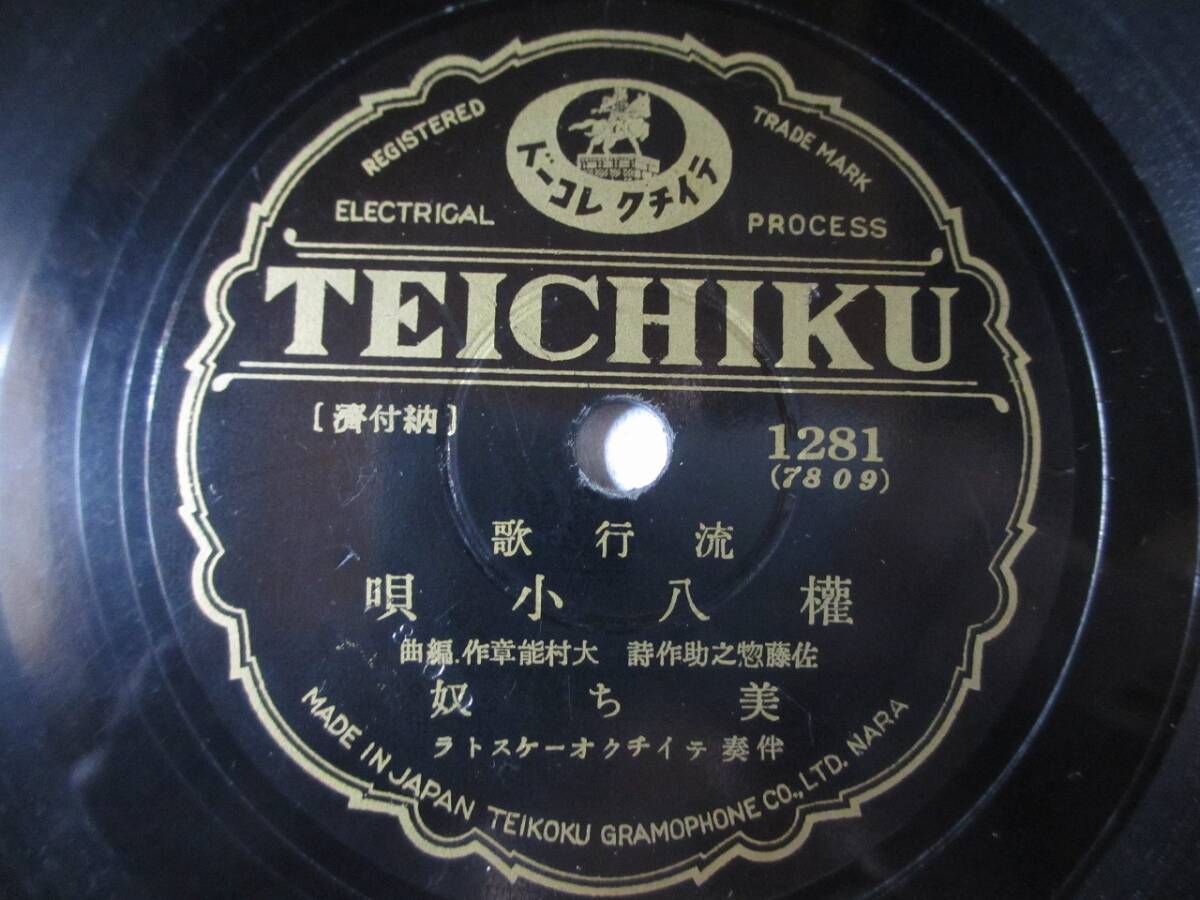 テイチクレコード
REGISTERED TRADE MARK
ELECTRICAL PROCESS
TEICHIKU
[納付濟]
1281
(7809)
流行歌
權八小唄
佐藤惣之助作詩 大村能章作.編曲
美ち奴
伴奏 テイチクオーケストラ
MADE IN JAPAN TEIKOKU GRAMOPHONE CO., LTD. NARA